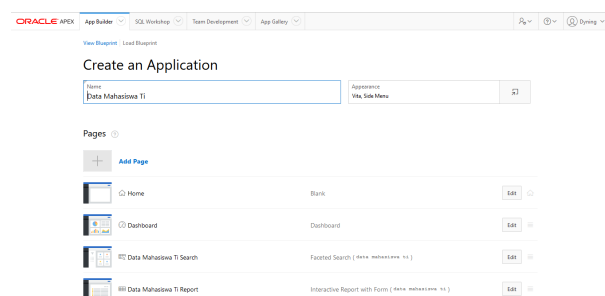 ORACLE APEX App Builder SQL Workshop Team Development App Gallery Dyning
View Blueprint Load Blueprint
Create an Application
Name
Data Mahasiswa Ti
Appearance
Vita, Side Menu
Pages
Add Page
Home Blank Edit
Dashboard Dashboard Edit
Data Mahasiswa Ti Search Faceted Search ( data mahasiswa ti ) Edit
Data Mahasiswa Ti Report Interactive Report with Form ( data mahasiswa ti ) Edit